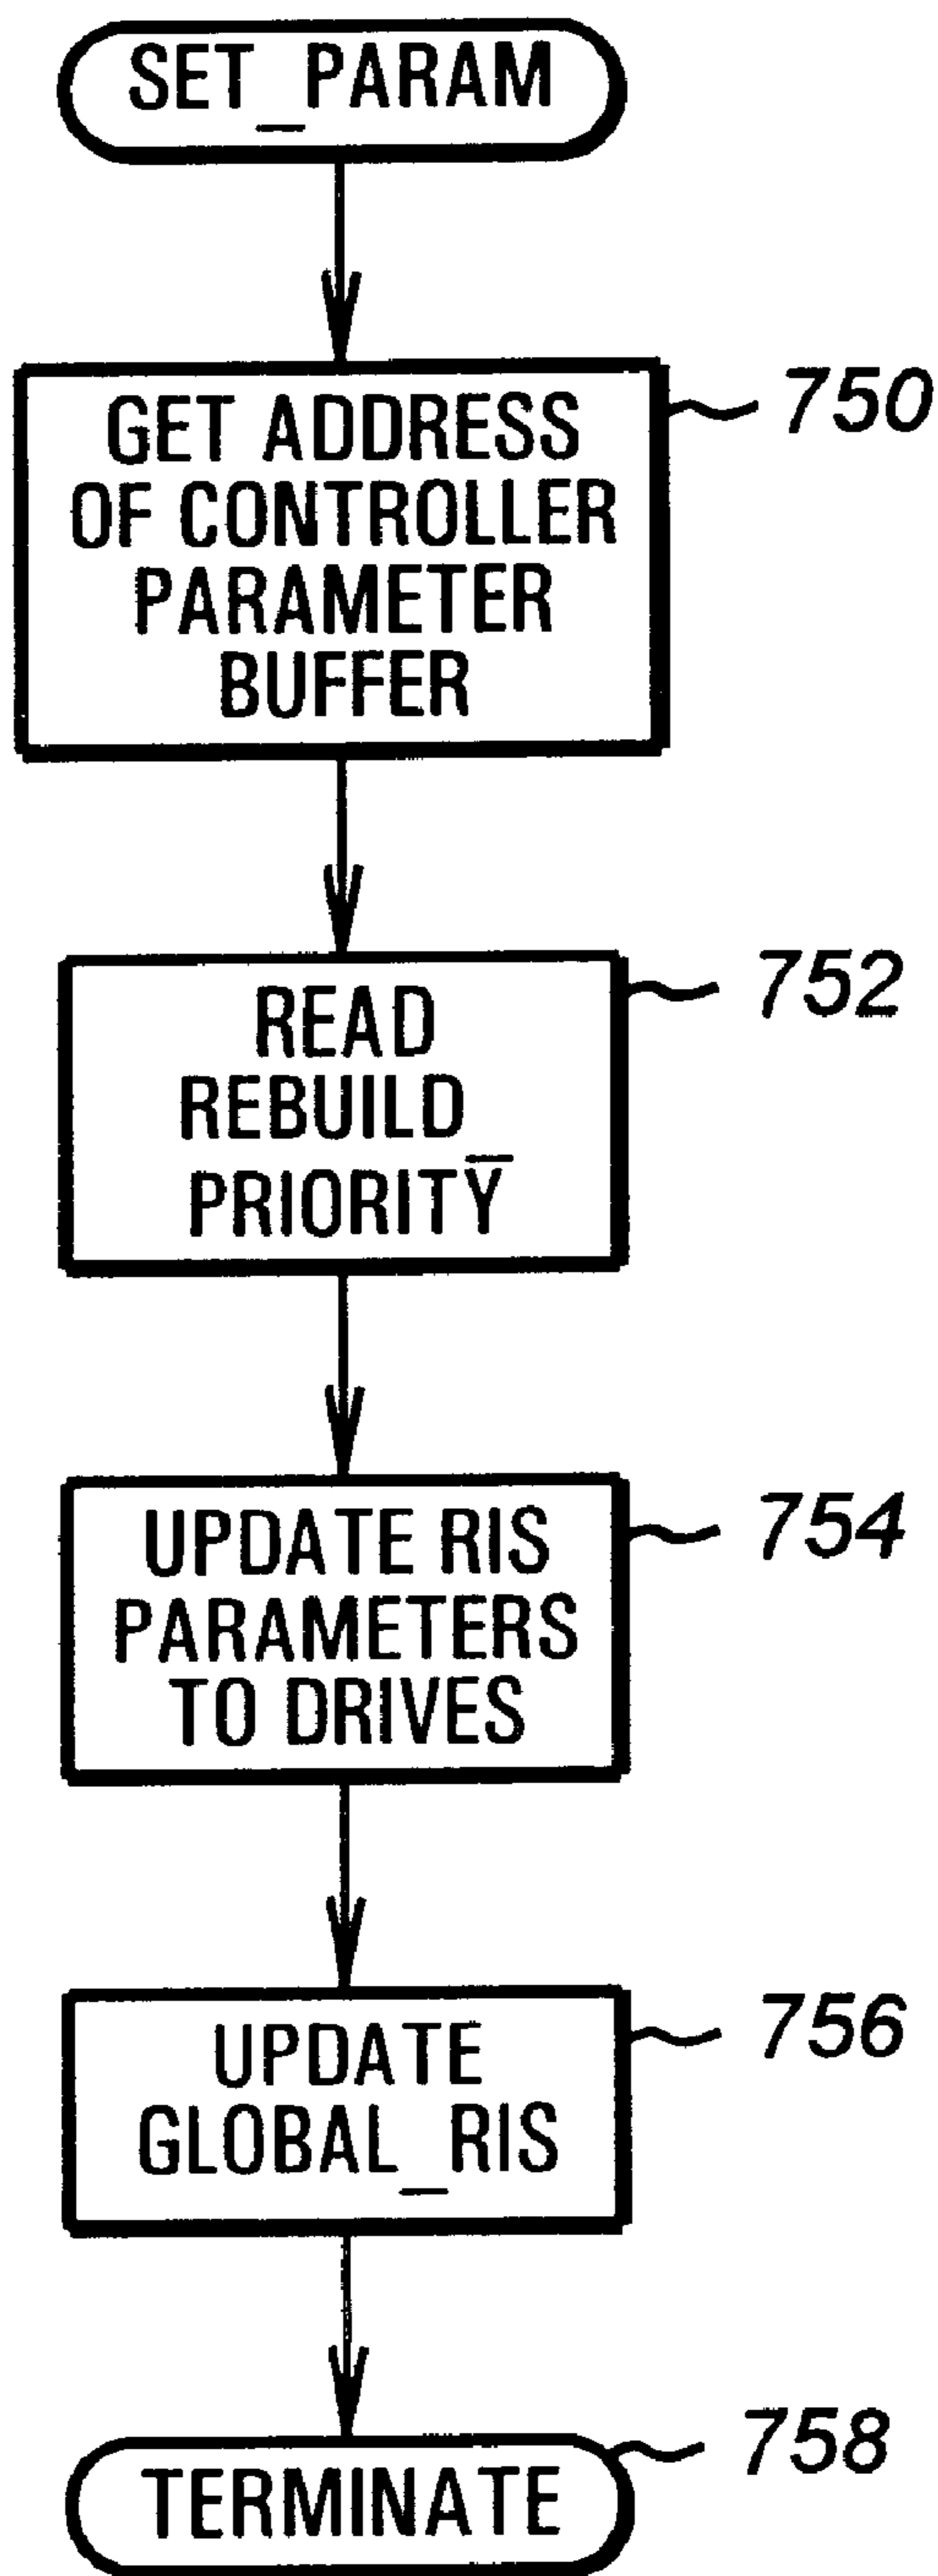 SET_PARAM
GET ADDRESS
750
OF CONTROLLER
PARAMETER
BUFFER
READ
752
REBUILD
PRIORITY
UPDATE RIS
754
PARAMETERS
TO DRIVES
UPDATE
756
GLOBAL_RIS
758
TERMINATE